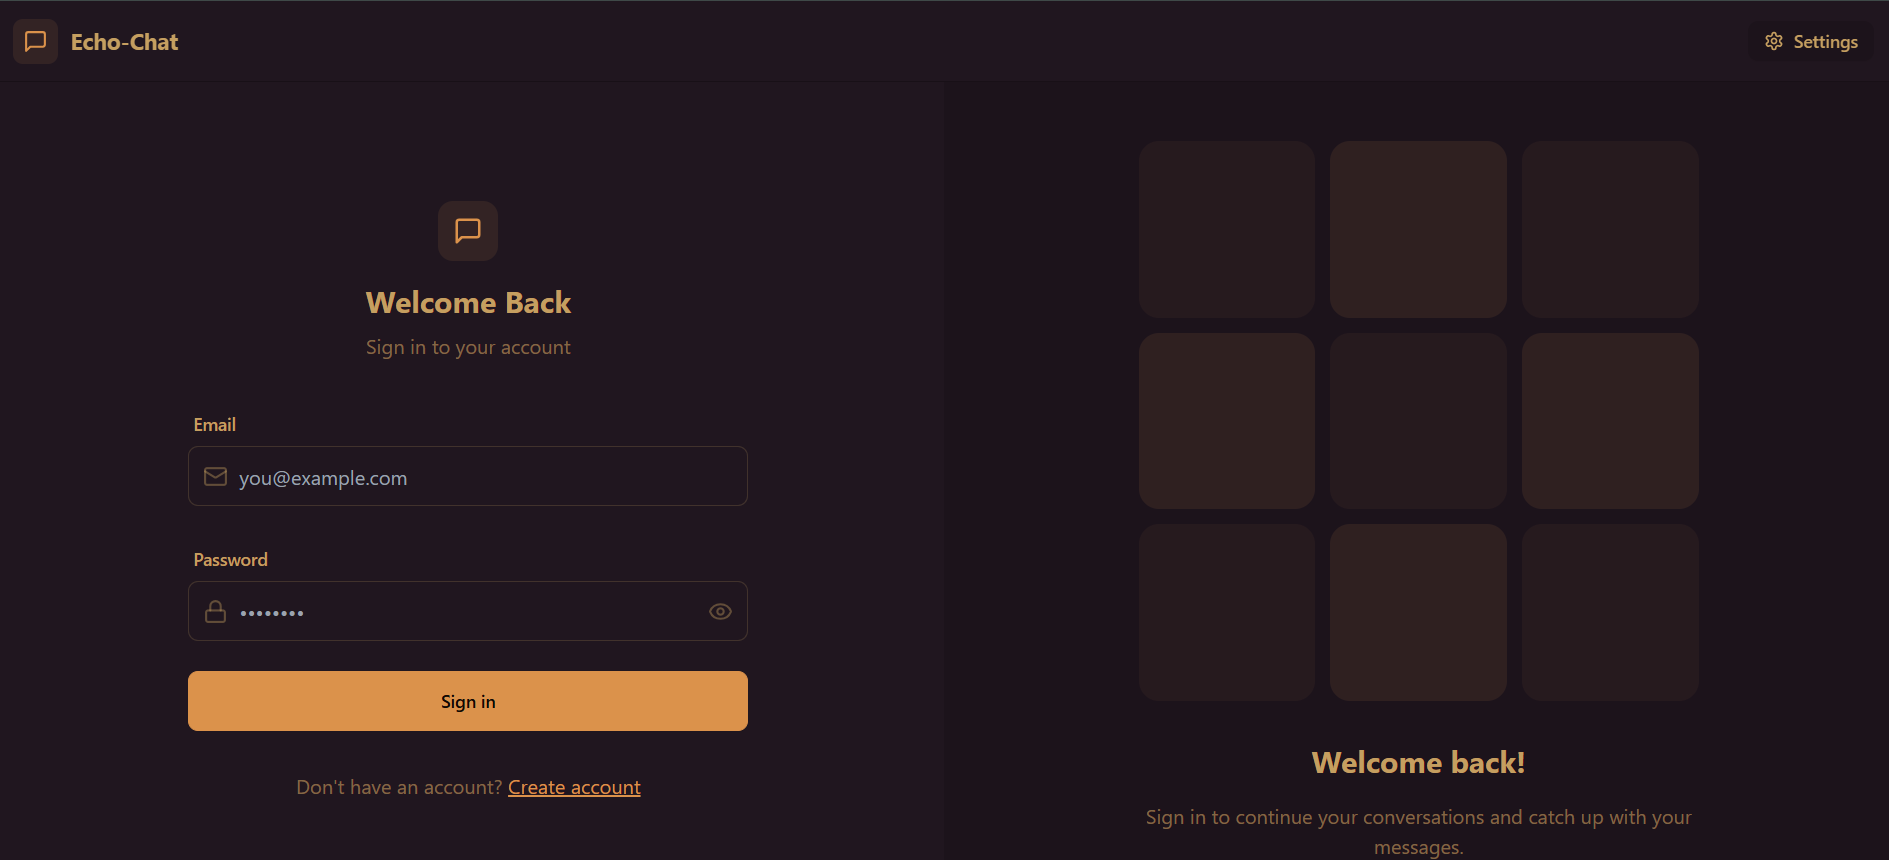 Echo-Chat
Settings
Welcome Back
Sign in to your account
Email
you@example.com
Password
••••••••
Sign in
Don't have an account? Create account
Welcome back!
Sign in to continue your conversations and catch up with your
messages.